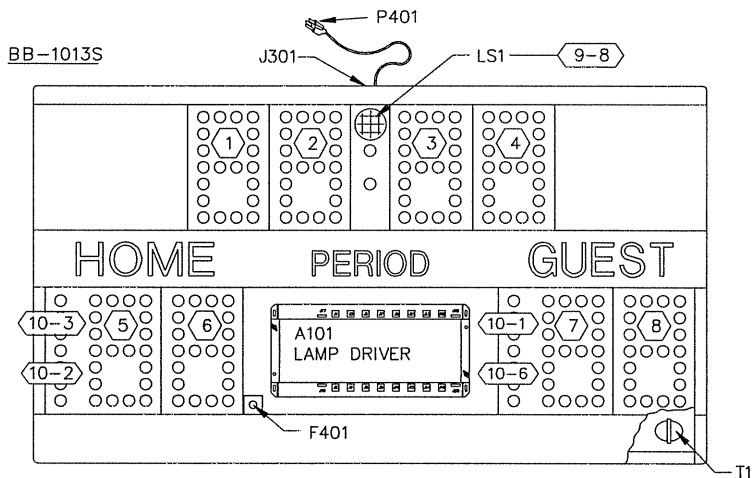 P401
BB-1013S
J301
LS1
9-8
1
2
3
4
HOME
PERIOD
GUEST
10-3
5
6
A101
LAMP DRIVER
10-1
7
8
10-2
10-6
F401
T1